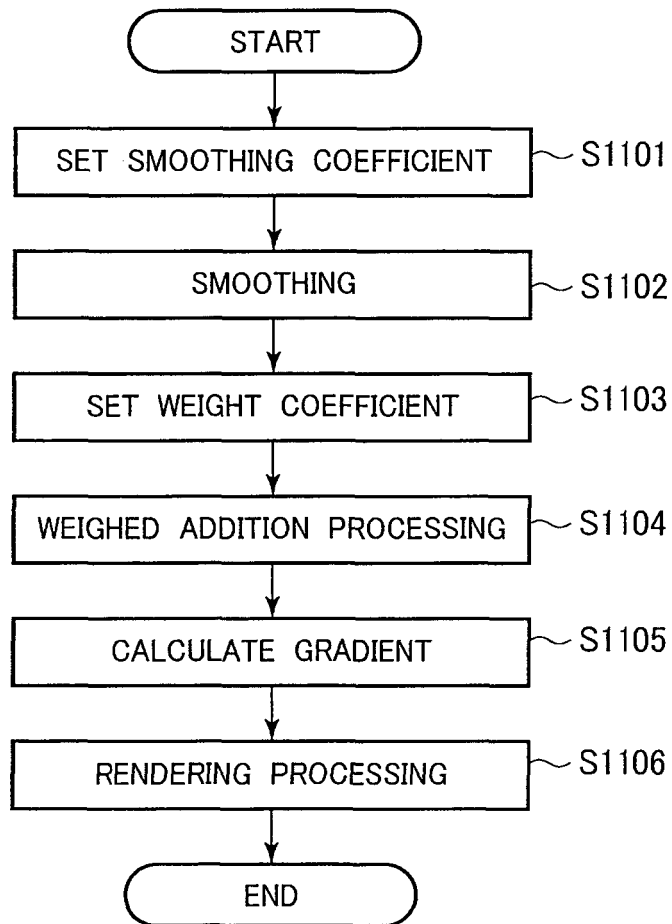 START
SET SMOOTHING COEFFICIENT S1101
SMOOTHING S1102
SET WEIGHT COEFFICIENT S1103
WEIGHED ADDITION PROCESSING S1104
CALCULATE GRADIENT S1105
RENDERING PROCESSING S1106
END